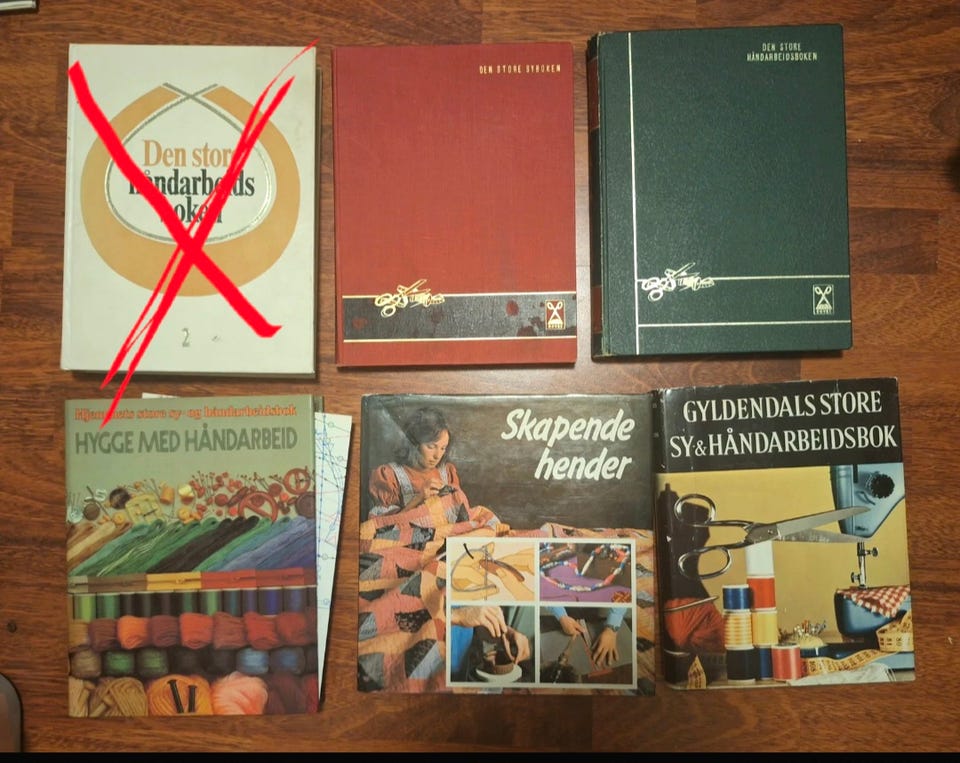 Den store
håndarbeids
boken
2
DEN STORE SYBOKEN
DEN STORE
HÅNDARBEIDSBOKEN
Hjemmets store sy- og håndarbeidsbok
HYGGE MED HÅNDARBEID
Skapende
hender
GYLDENDALS STORE
SY & HÅNDARBEIDSBOK